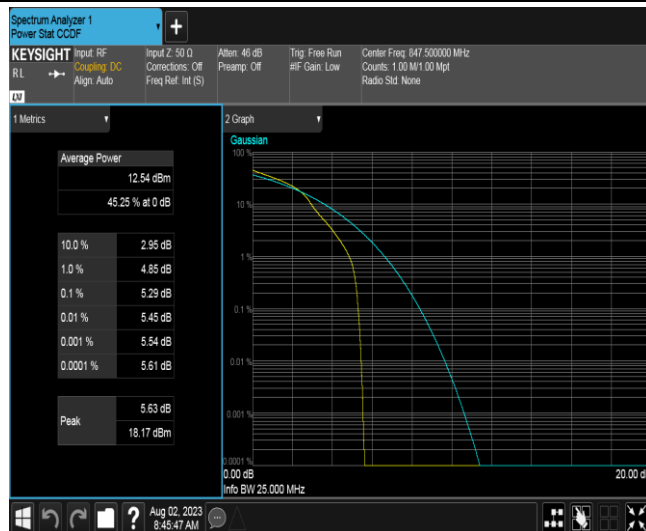 Spectrum Analyzer 1
Power Stat CCDF
+
KEYSIGHT
RL
Input: RF
Coupling: DC
Align: Auto
Input Z: 50 Ω
Corrections: Off
Freq Ref: Int (S)
Atten: 46 dB
Preamp: Off
Trig: Free Run
#IF Gain: Low
Center Freq: 847.500000 MHz
Counts: 1.00 M/1.00 Mpt
Radio Std: None
1 Metrics
Average Power
12.54 dBm
45.25 % at 0 dB
10.0 % 2.95 dB
1.0 % 4.85 dB
0.1 % 5.29 dB
0.01 % 5.45 dB
0.001 % 5.54 dB
0.0001 % 5.61 dB
Peak
5.63 dB
18.17 dBm
2 Graph
Gaussian
100 %
10 %
1 %
0.1 %
0.01 %
0.001 %
0.0001 %
0.00 dB
20.00 d
Info BW 25.000 MHz
?
Aug 02, 2023
8:45:47 AM